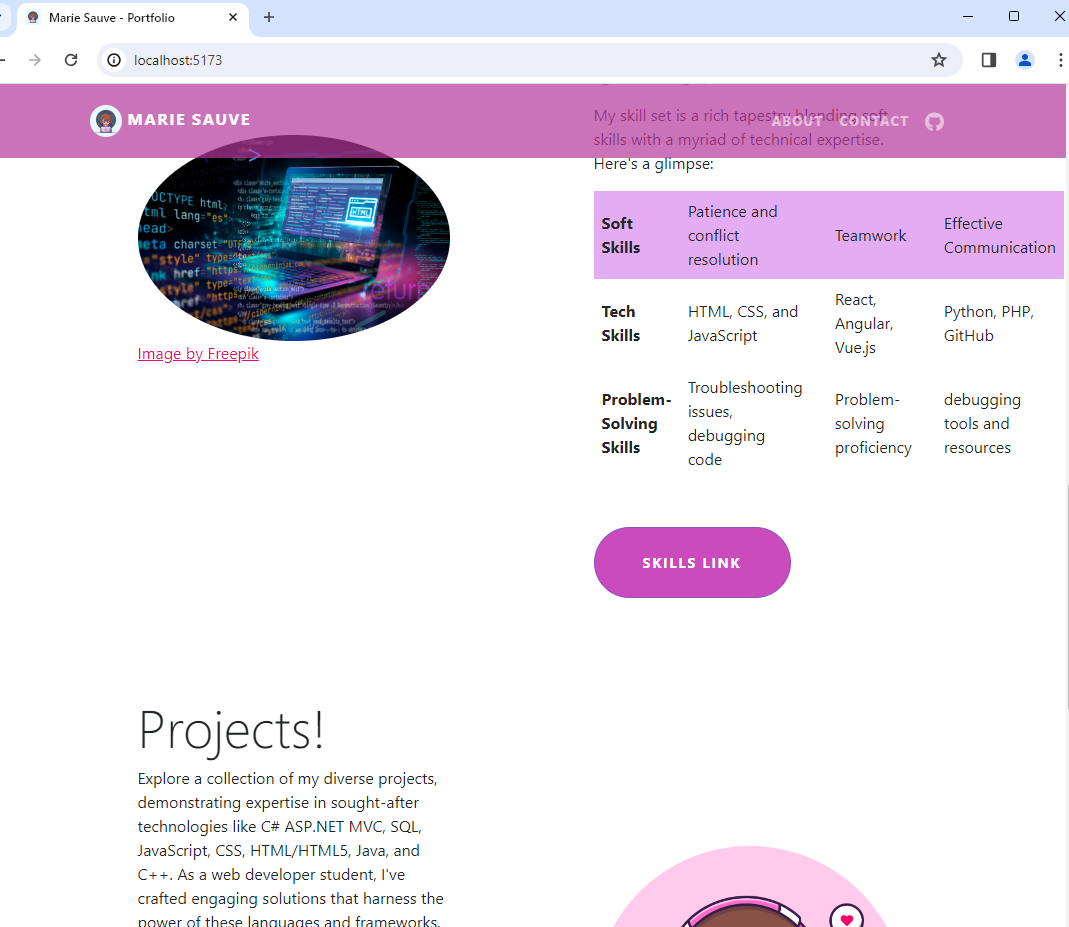 Marie Sauve - Portfolio
localhost:5173
MARIE SAUVE
ABOUT CONTACT
My skill set is a rich tapestry blending soft
skills with a myriad of technical expertise.
Here's a glimpse:
Soft Skills
Patience and conflict resolution
Teamwork
Effective Communication
Tech Skills
HTML, CSS, and JavaScript
React, Angular, Vue.js
Python, PHP, GitHub
Problem-Solving Skills
Troubleshooting issues, debugging code
Problem-solving proficiency
debugging tools and resources
HTML
Image by Freepik
SKILLS LINK
Projects!
Explore a collection of my diverse projects,
demonstrating expertise in sought-after
technologies like C# ASP.NET MVC, SQL,
JavaScript, CSS, HTML/HTML5, Java, and
C++. As a web developer student, I've
crafted engaging solutions that harness the
power of these languages and frameworks.